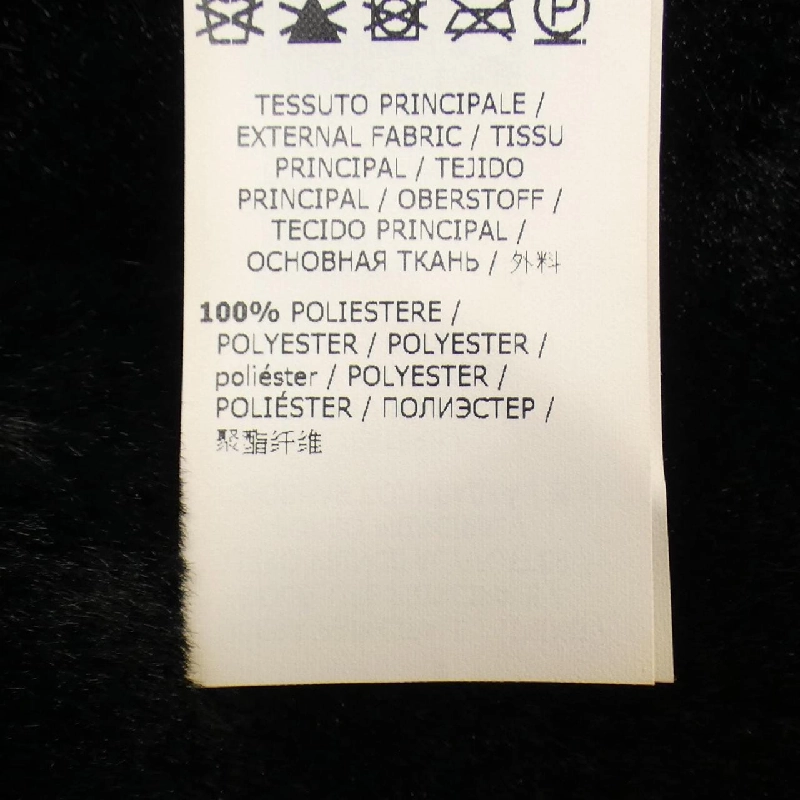 P
TESSUTO PRINCIPALE /
EXTERNAL FABRIC / TISSU
PRINCIPAL / TEJIDO
PRINCIPAL / OBERSTOFF /
TECIDO PRINCIPAL /
ОСНОВНАЯ ТКАНЬ / 外料
100% POLIESTERE /
POLYESTER / POLYESTER /
poliéster / POLYESTER /
POLIÉSTER / ПОЛИЭСТЕР /
聚酯纤维